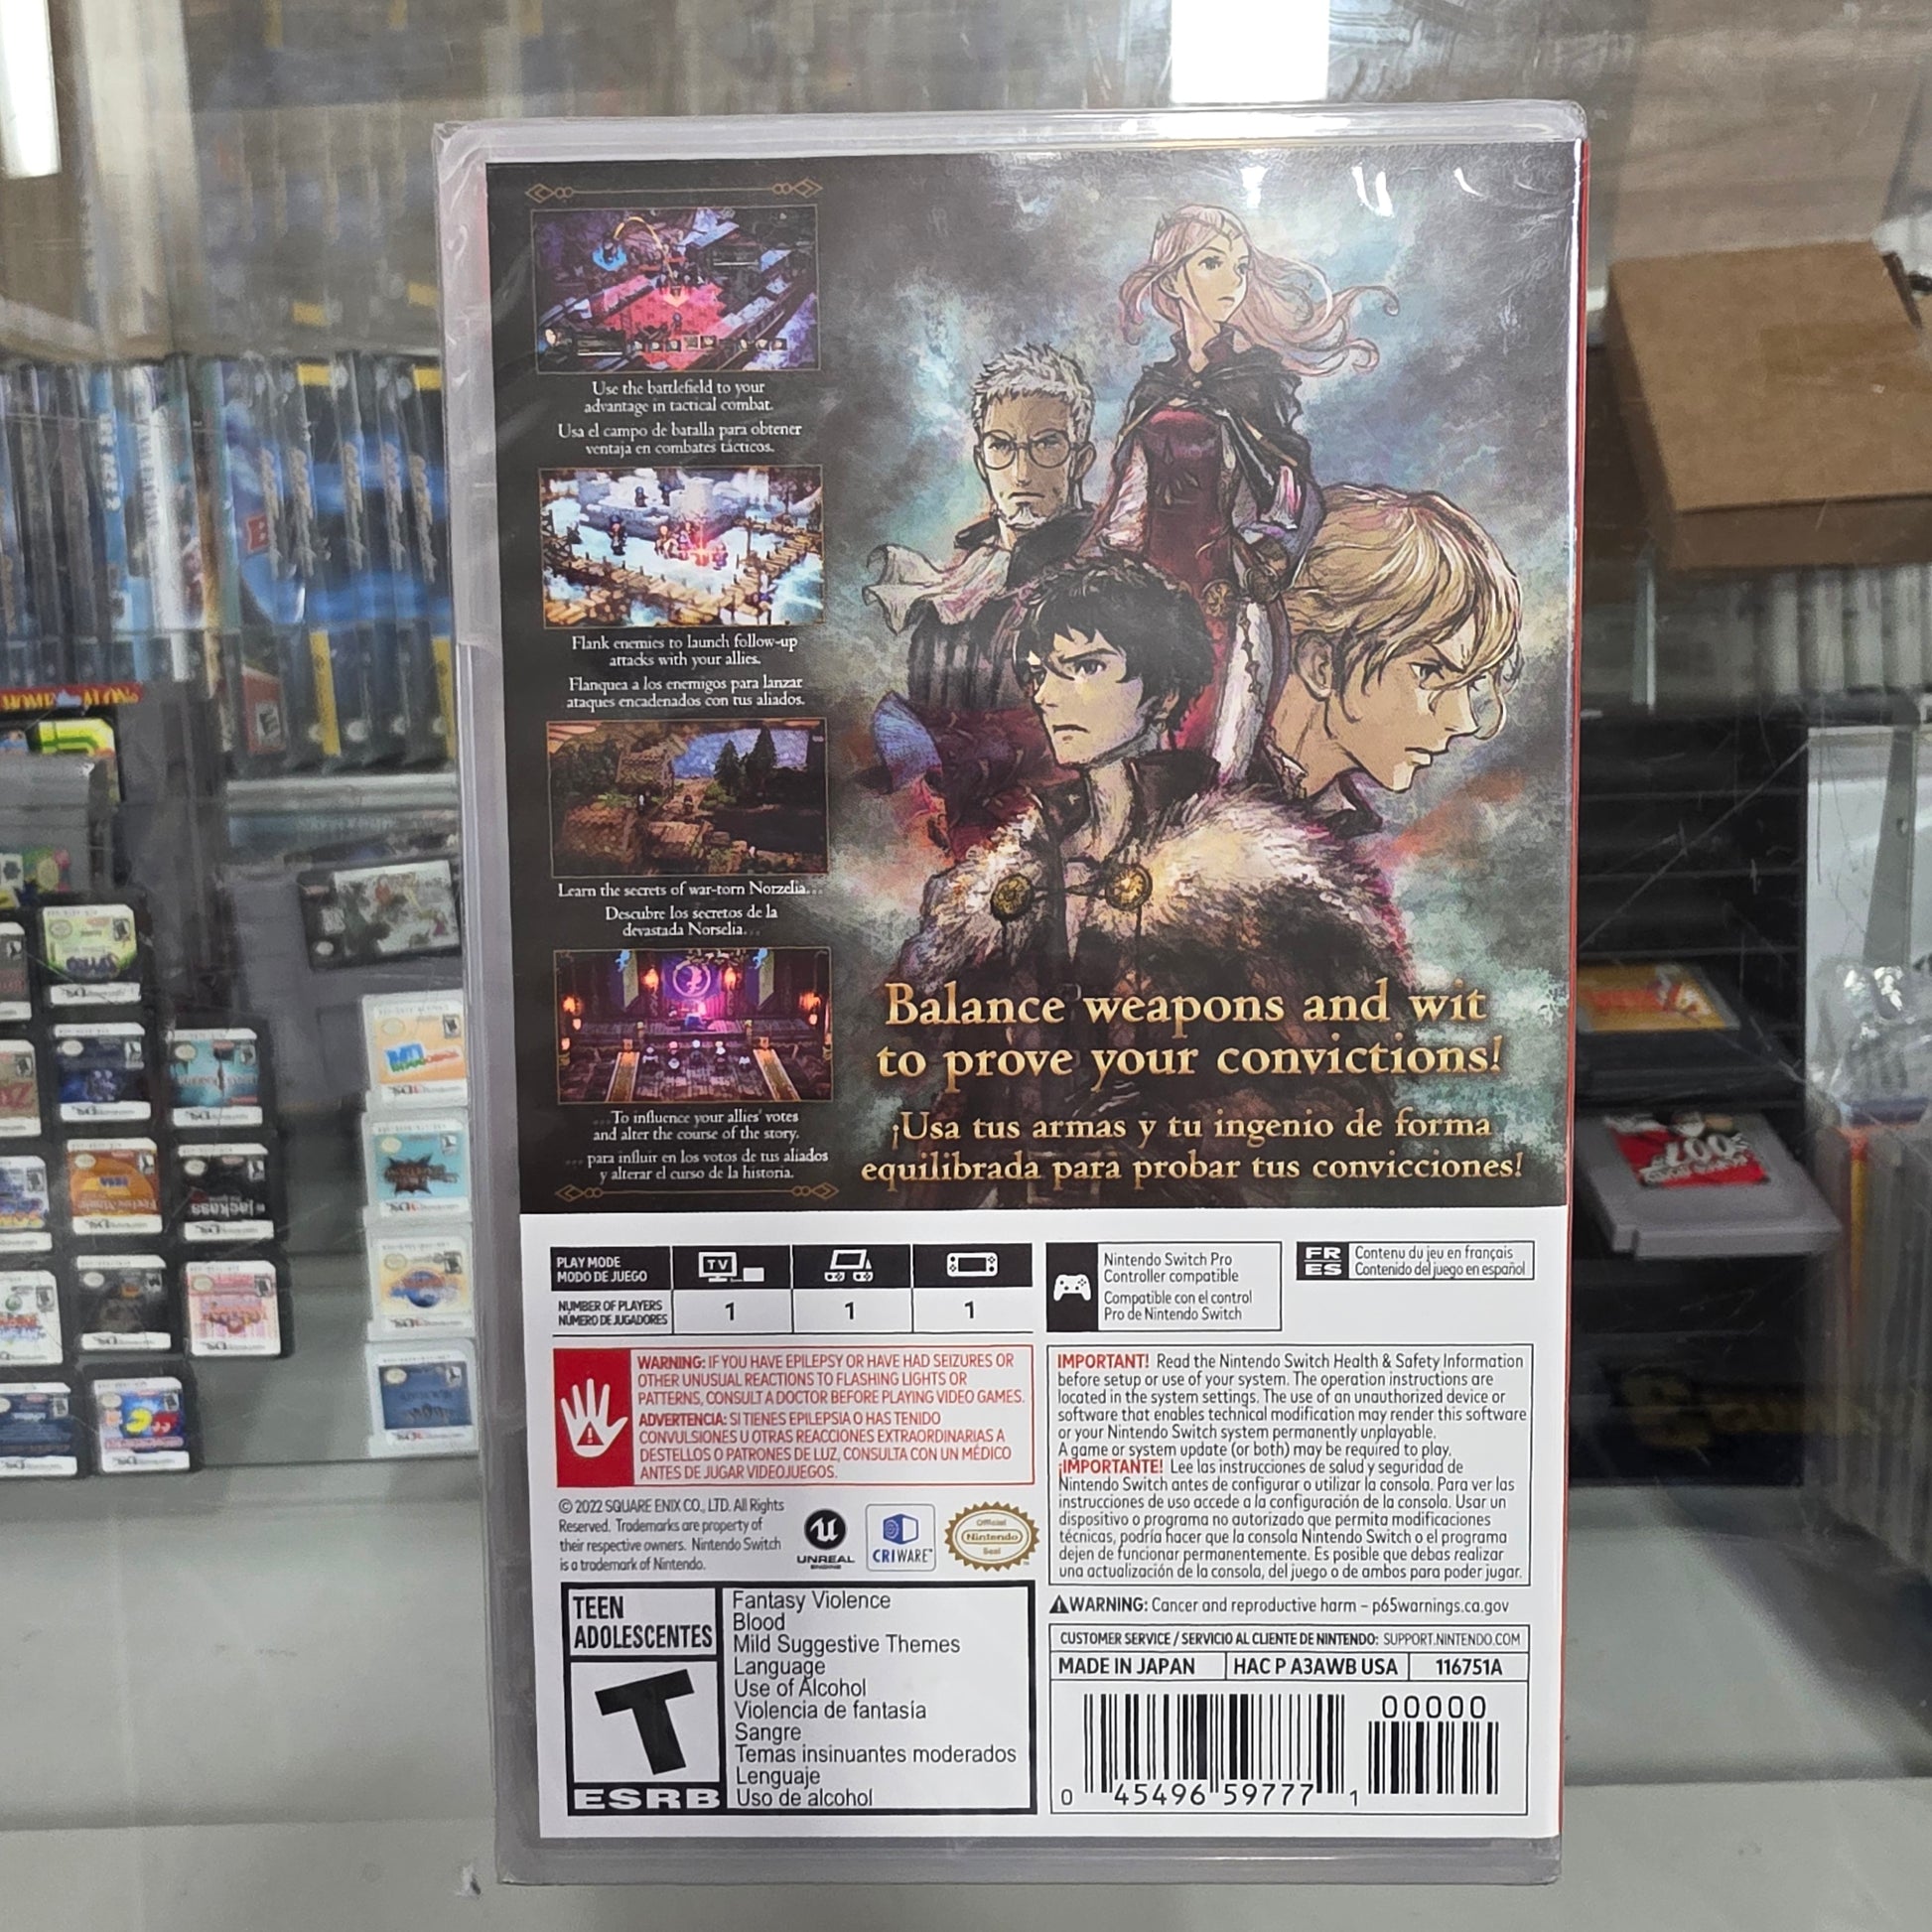 Use the battlefield to your
advantage in tactical combat.
Usa el campo de batalla para obtener
ventaja en combates tácticos.
Flank enemies to launch follow-up
attacks with your allies.
Flanquea a los enemigos para lanzar
ataques encadenados con tus aliados.
Learn the secrets of war-torn Norzelia...
Descubre los secretos de la
devastada Norselia...
...To influence your allies' votes
and alter the course of the story.
... para influir en los votos de tus aliados
y alterar el curso de la historia.
Balance weapons and wit
to prove your convictions!
¡Usa tus armas y tu ingenio de forma
equilibrada para probar tus convicciones!
PLAY MODE
MODO DE JUEGO
TV
NUMBER OF PLAYERS
NÚMERO DE JUGADORES
1
1
1
Nintendo Switch Pro
Controller compatible
Compatible con el control
Pro de Nintendo Switch
FR
ES
Contenu du jeu en français
Contenido del juego en español
WARNING: IF YOU HAVE EPILEPSY OR HAVE HAD SEIZURES OR
OTHER UNUSUAL REACTIONS TO FLASHING LIGHTS OR
PATTERNS, CONSULT A DOCTOR BEFORE PLAYING VIDEO GAMES.
ADVERTENCIA: SI TIENES EPILEPSIA O HAS TENIDO
CONVULSIONES U OTRAS REACCIONES EXTRAORDINARIAS A
DESTELLOS O PATRONES DE LUZ, CONSULTA CON UN MÉDICO
ANTES DE JUGAR VIDEOJUEGOS.
IMPORTANT! Read the Nintendo Switch Health & Safety Information
before setup or use of your system. The operation instructions are
located in the system settings. The use of an unauthorized device or
software that enables technical modification may render this software
or your Nintendo Switch system permanently unplayable.
A game or system update (or both) may be required to play.
¡IMPORTANTE! Lee las instrucciones de salud y seguridad de
Nintendo Switch antes de configurar o utilizar la consola. Para ver las
instrucciones de uso accede a la configuración de la consola. Usar un
dispositivo o programa no autorizado que permita modificaciones
técnicas, podría hacer que la consola Nintendo Switch o el programa
dejen de funcionar permanentemente. Es posible que debas realizar
una actualización de la consola, del juego o de ambos para poder jugar.
© 2022 SQUARE ENIX CO., LTD. All Rights
Reserved. Trademarks are property of
their respective owners. Nintendo Switch
is a trademark of Nintendo.
UNREAL
ENGINE
CRIWARE™
Official
Nintendo
Seal
WARNING: Cancer and reproductive harm – p65warnings.ca.gov
TEEN
ADOLESCENTES
T
ESRB
Fantasy Violence
Blood
Mild Suggestive Themes
Language
Use of Alcohol
Violencia de fantasía
Sangre
Temas insinuantes moderados
Lenguaje
Uso de alcohol
CUSTOMER SERVICE / SERVICIO AL CLIENTE DE NINTENDO: SUPPORT.NINTENDO.COM
MADE IN JAPAN
HAC P A3AWB USA
116751A
00000
0 45496 59777 1
HOME ALONE
jackass